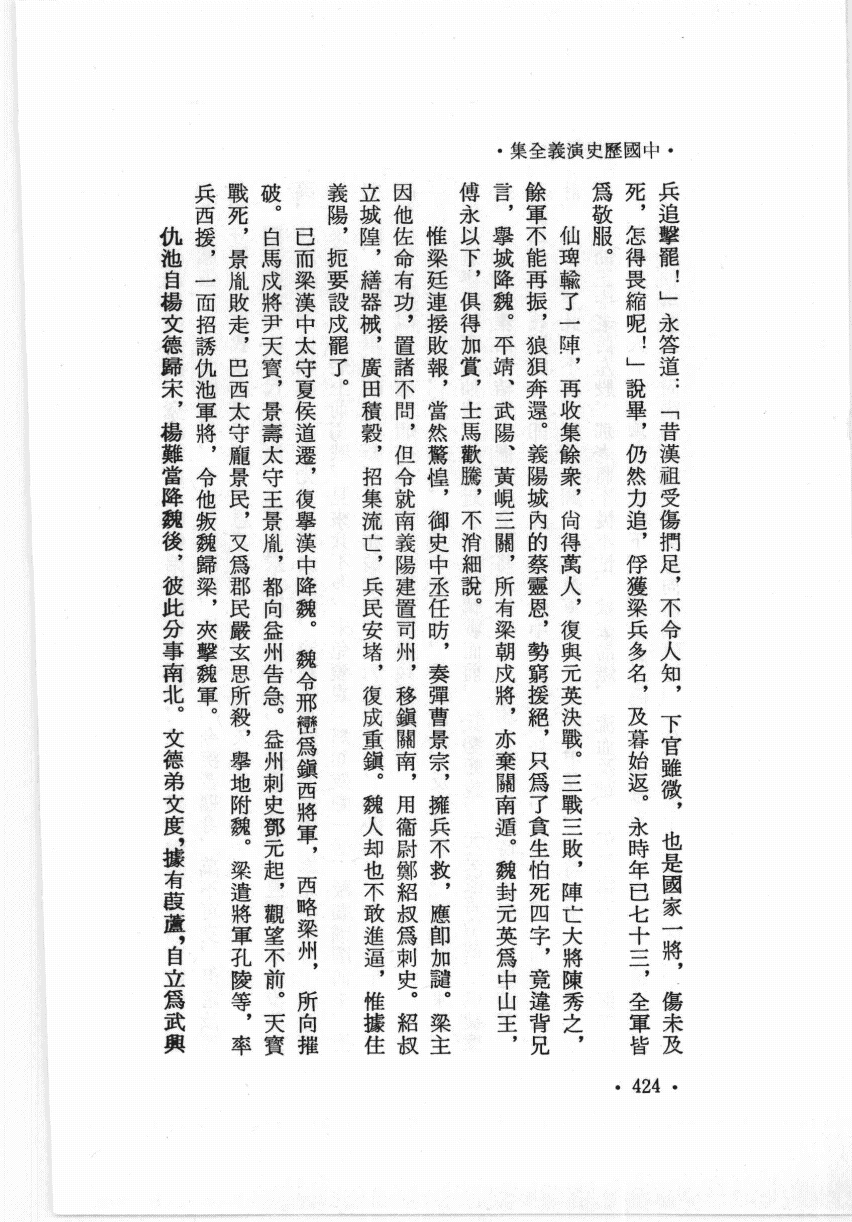 ·中國歷史演義全集·
兵追擊罷！」永答道：「昔漢祖受傷捫足，不令人知，下官雖微，也是國家一將，傷未及
死，怎得畏縮呢！」說畢，仍然力追，俘獲梁兵多名，及暮始返。永時年已七十三，全軍皆
爲敬服。
仙琕輸了一陣，再收集餘衆，尙得萬人，復與元英決戰。三戰三敗，陣亡大將陳秀之，
餘軍不能再振，狼狽奔還。義陽城內的蔡靈恩，勢窮援絕，只爲了貪生怕死四字，竟違背兄
言，擧城降魏。平靖、武陽、黃峴三關，所有梁朝戍將，亦棄關南遁。魏封元英爲中山王，
傅永以下，俱得加賞，士馬歡騰，不消細說。
惟梁廷連接敗報，當然驚惶，御史中丞任昉，奏彈曹景宗，擁兵不救，應卽加譴。梁主
因他佐命有功，置諸不問，但令就南義陽建置司州，移鎭關南，用衞尉鄭紹叔爲刺史。紹叔
立城隍，繕器械，廣田積穀，招集流亡，兵民安堵，復成重鎭。魏人却也不敢進逼，惟據住
義陽，扼要設戍罷了。
已而梁漢中太守夏侯道遷，復擧漢中降魏。魏令邢巒爲鎭西將軍，西略梁州，所向摧
破。白馬戍將尹天寶，景壽太守王景胤，都向益州告急。益州刺史鄧元起，觀望不前。天寶
戰死，景胤敗走，巴西太守龐景民，又爲郡民嚴玄思所殺，擧地附魏。梁遣將軍孔陵等，率
兵西援，一面招誘仇池軍將，令他叛魏歸梁，夾擊魏軍。
仇池自楊文德歸宋，楊難當降魏後，彼此分事南北。文德弟文度，據有葭蘆，自立爲武興
·424·